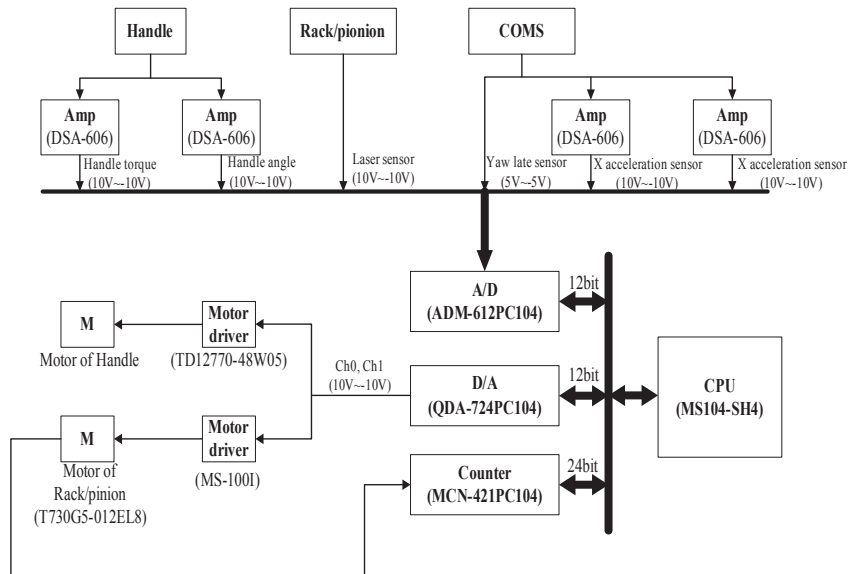 Handle
Rack/pionion
COMS
Amp
(DSA-606)
Amp
(DSA-606)
Amp
(DSA-606)
Amp
(DSA-606)
Handle torque
(10V~-10V)
Handle angle
(10V~-10V)
Laser sensor
(10V~-10V)
Yaw late sensor
(5V~-5V)
X acceleration sensor
(10V~-10V)
X acceleration sensor
(10V~-10V)
A/D
(ADM-612PC104)
12bit
M
Motor of Handle
Motor
driver
(TD12770-48W05)
Ch0, Ch1
(10V~-10V)
D/A
(QDA-724PC104)
12bit
CPU
(MS104-SH4)
M
Motor of
Rack/pinion
(T730G5-012EL8)
Motor
driver
(MS-100I)
Counter
(MCN-421PC104)
24bit